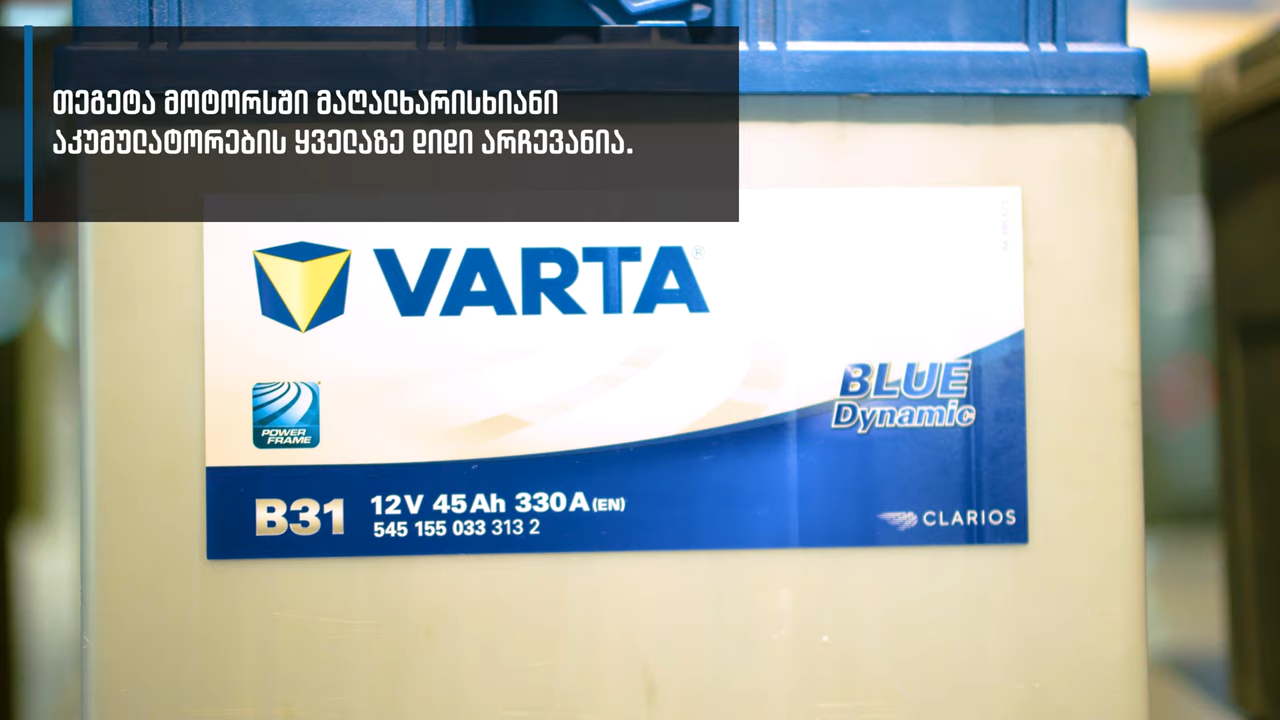 თეგეტა მოტორსში მაღალხარისხიანი
აკუმულატორების ყველაზე დიდი არჩევანია.
VARTA®
BLUE
Dynamic
POWER
FRAME
B31 12V 45Ah 330A (EN)
545 155 033 313 2
CLARIOS